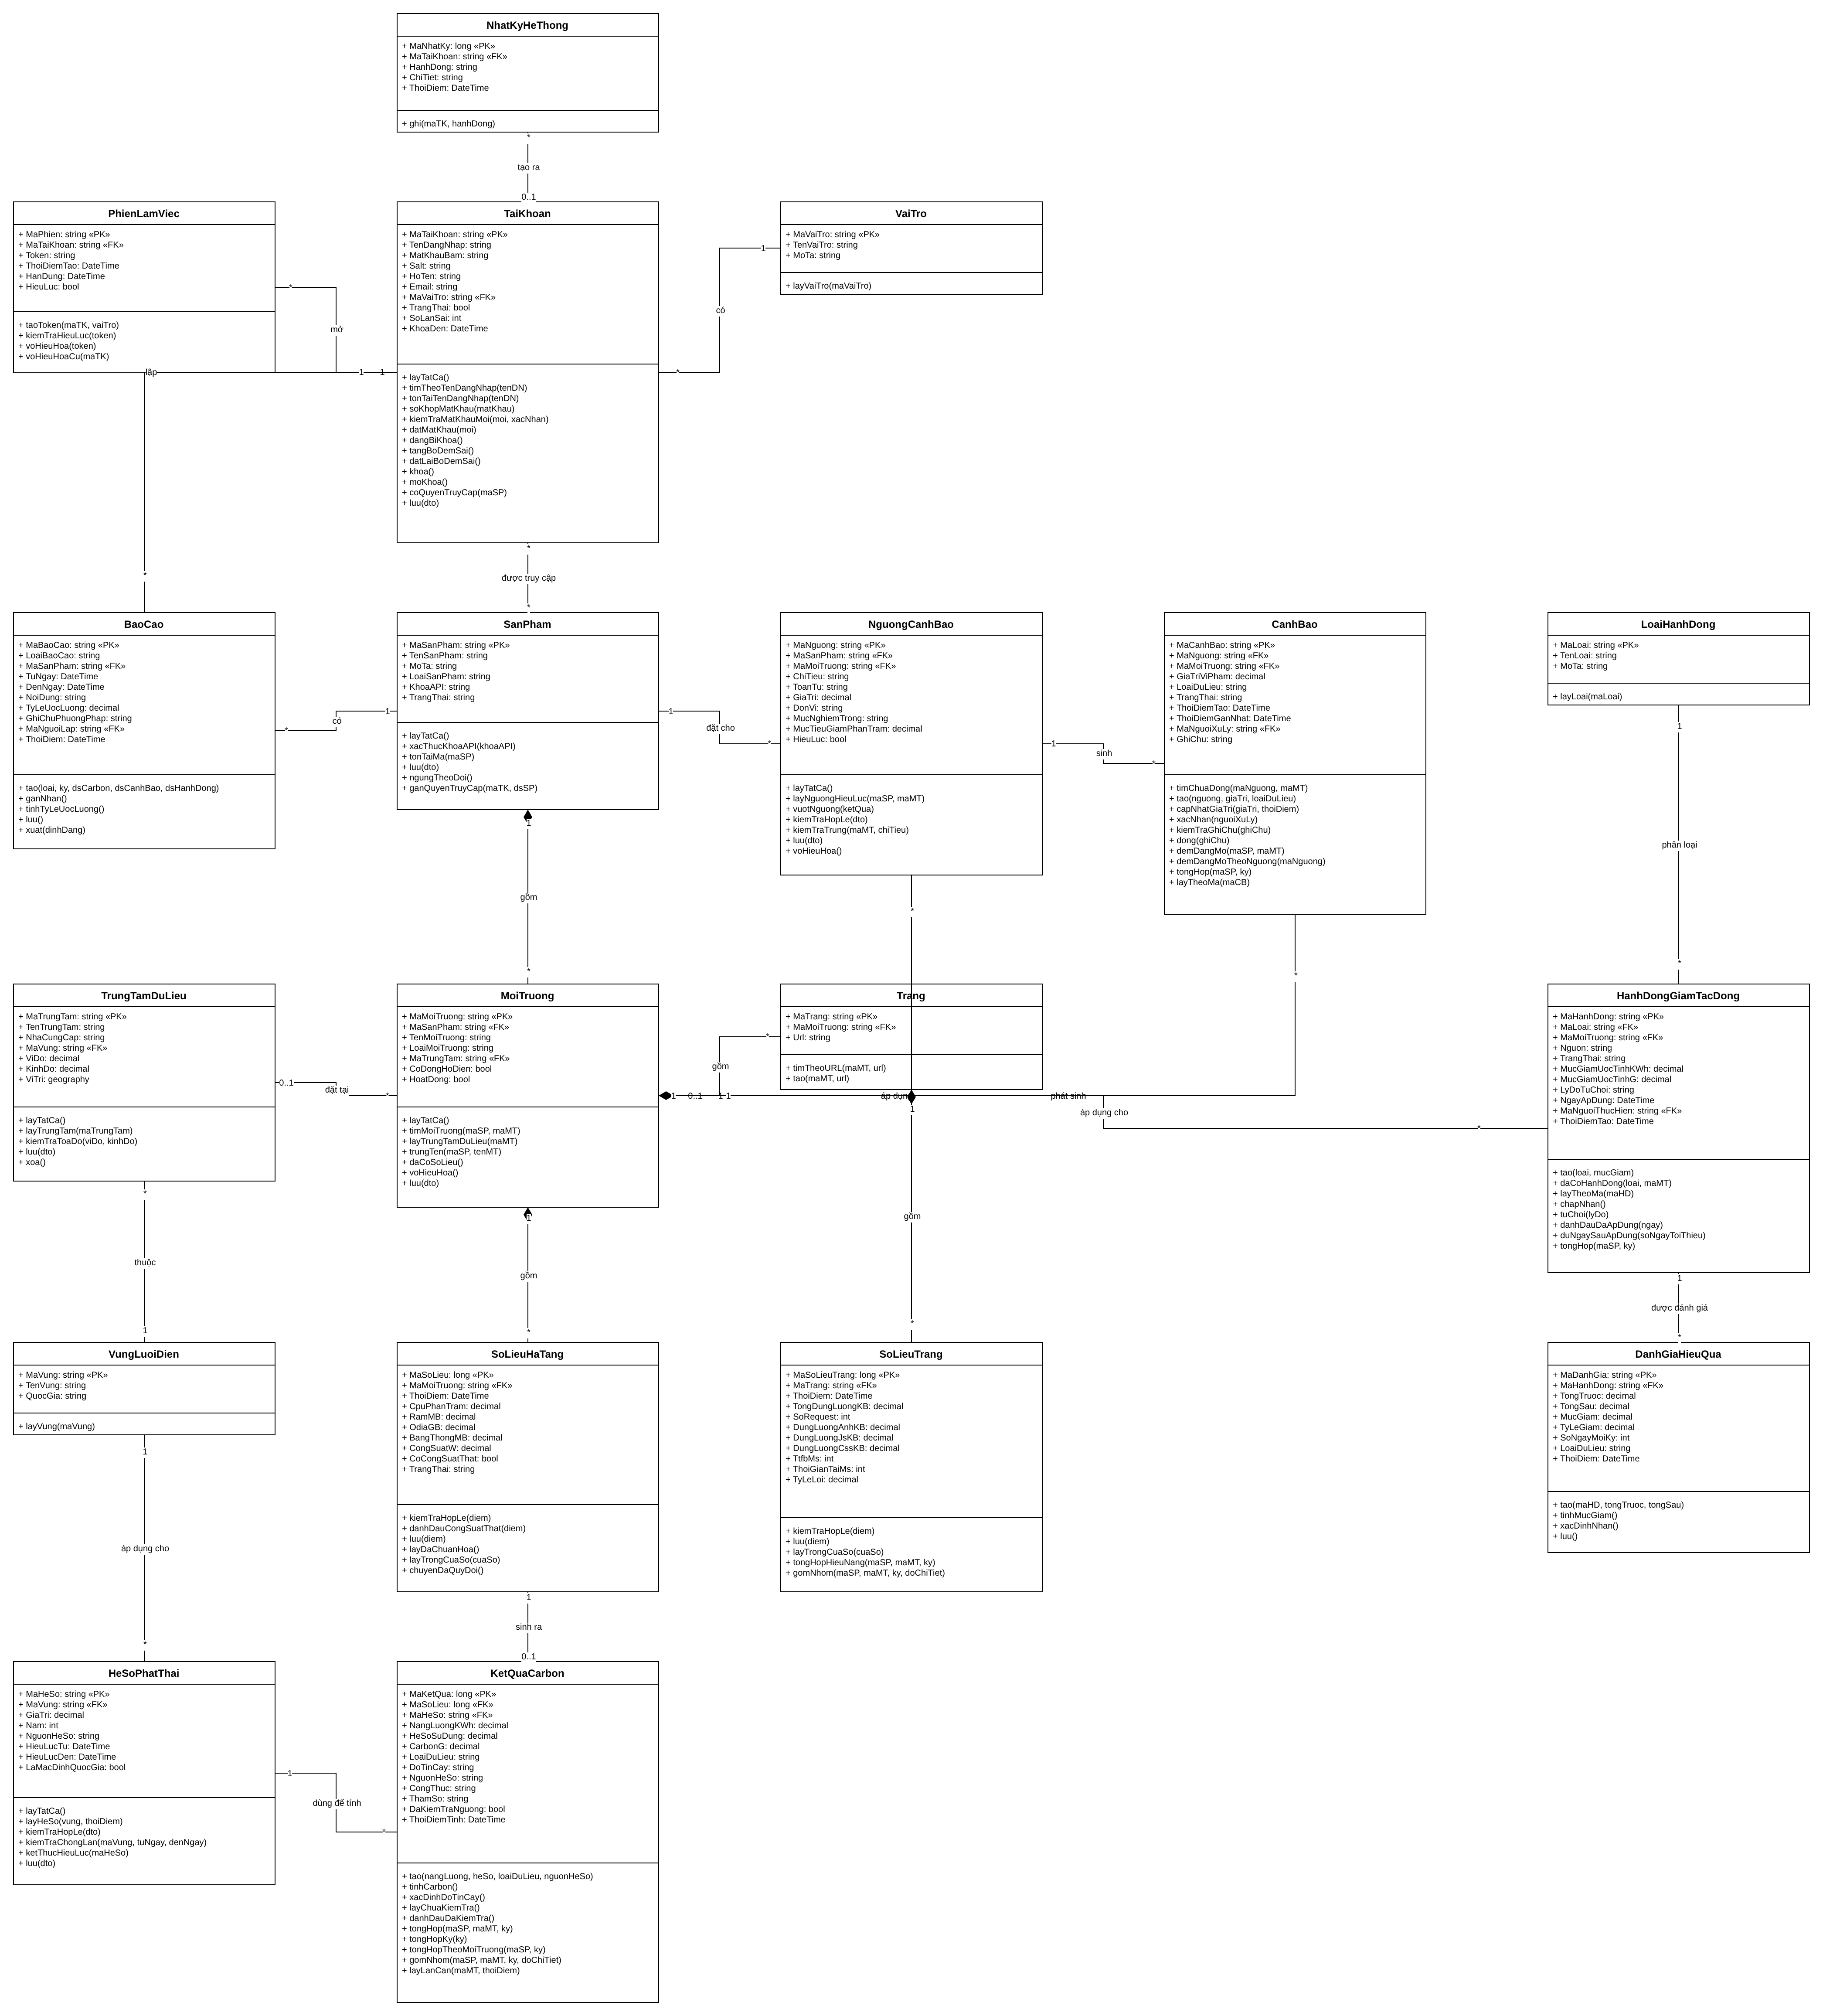 NhatKyHeThong
+ MaNhatKy: long «PK»
+ MaTaiKhoan: string «FK»
+ HanhDong: string
+ ChiTiet: string
+ ThoiDiem: DateTime
+ ghi(maTK, hanhDong)
*
tạo ra
0..1
PhienLamViec
+ MaPhien: string «PK»
+ MaTaiKhoan: string «FK»
+ Token: string
+ ThoiDiemTao: DateTime
+ HanDung: DateTime
+ HieuLuc: bool
+ taoToken(maTK, vaiTro)
+ kiemTraHieuLuc(token)
+ voHieuHoa(token)
+ voHieuHoaCu(maTK)
*
mở
1
lập
1
*
TaiKhoan
+ MaTaiKhoan: string «PK»
+ TenDangNhap: string
+ MatKhauBam: string
+ Salt: string
+ HoTen: string
+ Email: string
+ MaVaiTro: string «FK»
+ TrangThai: bool
+ SoLanSai: int
+ KhoaDen: DateTime
+ layTatCa()
+ timTheoTenDangNhap(tenDN)
+ tonTaiTenDangNhap(tenDN)
+ soKhopMatKhau(matKhau)
+ kiemTraMatKhauMoi(moi, xacNhan)
+ datMatKhau(moi)
+ dangBiKhoa()
+ tangBoDemSai()
+ datLaiBoDemSai()
+ khoa()
+ moKhoa()
+ coQuyenTruyCap(maSP)
+ luu(dto)
*
có
1
VaiTro
+ MaVaiTro: string «PK»
+ TenVaiTro: string
+ MoTa: string
+ layVaiTro(maVaiTro)
*
được truy cập
*
BaoCao
+ MaBaoCao: string «PK»
+ LoaiBaoCao: string
+ MaSanPham: string «FK»
+ TuNgay: DateTime
+ DenNgay: DateTime
+ NoiDung: string
+ TyLeUocLuong: decimal
+ GhiChuPhuongPhap: string
+ MaNguoiLap: string «FK»
+ ThoiDiem: DateTime
+ tao(loai, ky, dsCarbon, dsCanhBao, dsHanhDong)
+ ganNhan()
+ tinhTyLeUocLuong()
+ luu()
+ xuat(dinhDang)
*
có
1
SanPham
+ MaSanPham: string «PK»
+ TenSanPham: string
+ MoTa: string
+ LoaiSanPham: string
+ KhoaAPI: string
+ TrangThai: string
+ layTatCa()
+ xacThucKhoaAPI(khoaAPI)
+ tonTaiMa(maSP)
+ luu(dto)
+ ngungTheoDoi()
+ ganQuyenTruyCap(maTK, dsSP)
1
đặt cho
*
NguongCanhBao
+ MaNguong: string «PK»
+ MaSanPham: string «FK»
+ MaMoiTruong: string «FK»
+ ChiTieu: string
+ ToanTu: string
+ GiaTri: decimal
+ DonVi: string
+ MucNghiemTrong: string
+ MucTieuGiamPhanTram: decimal
+ HieuLuc: bool
+ layTatCa()
+ layNguongHieuLuc(maSP, maMT)
+ vuotNguong(ketQua)
+ kiemTraHopLe(dto)
+ kiemTraTrung(maMT, chiTieu)
+ luu(dto)
+ voHieuHoa()
1
sinh
*
CanhBao
+ MaCanhBao: string «PK»
+ MaNguong: string «FK»
+ MaMoiTruong: string «FK»
+ GiaTriViPham: decimal
+ LoaiDuLieu: string
+ TrangThai: string
+ ThoiDiemTao: DateTime
+ ThoiDiemGanNhat: DateTime
+ MaNguoiXuLy: string «FK»
+ GhiChu: string
+ timChuaDong(maNguong, maMT)
+ tao(nguong, giaTri, loaiDuLieu)
+ capNhatGiaTri(giaTri, thoiDiem)
+ xacNhan(nguoiXuLy)
+ kiemTraGhiChu(ghiChu)
+ dong(ghiChu)
+ demDangMo(maSP, maMT)
+ demDangMoTheoNguong(maNguong)
+ tongHop(maSP, ky)
+ layTheoMa(maCB)
LoaiHanhDong
+ MaLoai: string «PK»
+ TenLoai: string
+ MoTa: string
+ layLoai(maLoai)
1
phân loại
*
1
gồm
*
*
*
TrungTamDuLieu
+ MaTrungTam: string «PK»
+ TenTrungTam: string
+ NhaCungCap: string
+ MaVung: string «FK»
+ ViDo: decimal
+ KinhDo: decimal
+ ViTri: geography
+ layTatCa()
+ layTrungTam(maTrungTam)
+ kiemTraToaDo(viDo, kinhDo)
+ luu(dto)
+ xoa()
0..1
đặt tại
*
MoiTruong
+ MaMoiTruong: string «PK»
+ MaSanPham: string «FK»
+ TenMoiTruong: string
+ LoaiMoiTruong: string
+ MaTrungTam: string «FK»
+ CoDongHoDien: bool
+ HoatDong: bool
+ layTatCa()
+ timMoiTruong(maSP, maMT)
+ layTrungTamDuLieu(maMT)
+ trungTen(maSP, tenMT)
+ daCoSoLieu()
+ voHieuHoa()
+ luu(dto)
1
0..1
1
1
gồm
*
Trang
+ MaTrang: string «PK»
+ MaMoiTruong: string «FK»
+ Url: string
+ timTheoURL(maMT, url)
+ tao(maMT, url)
áp dụng
phát sinh
áp dụng cho
*
HanhDongGiamTacDong
+ MaHanhDong: string «PK»
+ MaLoai: string «FK»
+ MaMoiTruong: string «FK»
+ Nguon: string
+ TrangThai: string
+ MucGiamUocTinhKWh: decimal
+ MucGiamUocTinhG: decimal
+ LyDoTuChoi: string
+ NgayApDung: DateTime
+ MaNguoiThucHien: string «FK»
+ ThoiDiemTao: DateTime
+ tao(loai, mucGiam)
+ daCoHanhDong(loai, maMT)
+ layTheoMa(maHD)
+ chapNhan()
+ tuChoi(lyDo)
+ danhDauDaApDung(ngay)
+ duNgaySauApDung(soNgayToiThieu)
+ tongHop(maSP, ky)
*
thuộc
1
1
gồm
*
1
gồm
*
1
được đánh giá
*
VungLuoiDien
+ MaVung: string «PK»
+ TenVung: string
+ QuocGia: string
+ layVung(maVung)
1
áp dụng cho
*
SoLieuHaTang
+ MaSoLieu: long «PK»
+ MaMoiTruong: string «FK»
+ ThoiDiem: DateTime
+ CpuPhanTram: decimal
+ RamMB: decimal
+ OdiaGB: decimal
+ BangThongMB: decimal
+ CongSuatW: decimal
+ CoCongSuatThat: bool
+ TrangThai: string
+ kiemTraHopLe(diem)
+ danhDauCongSuatThat(diem)
+ luu(diem)
+ layDaChuanHoa()
+ layTrongCuaSo(cuaSo)
+ chuyenDaQuyDoi()
1
sinh ra
0..1
SoLieuTrang
+ MaSoLieuTrang: long «PK»
+ MaTrang: string «FK»
+ ThoiDiem: DateTime
+ TongDungLuongKB: decimal
+ SoRequest: int
+ DungLuongAnhKB: decimal
+ DungLuongJsKB: decimal
+ DungLuongCssKB: decimal
+ TtfbMs: int
+ ThoiGianTaiMs: int
+ TyLeLoi: decimal
+ kiemTraHopLe(diem)
+ luu(diem)
+ layTrongCuaSo(cuaSo)
+ tongHopHieuNang(maSP, maMT, ky)
+ gomNhom(maSP, maMT, ky, doChiTiet)
DanhGiaHieuQua
+ MaDanhGia: string «PK»
+ MaHanhDong: string «FK»
+ TongTruoc: decimal
+ TongSau: decimal
+ MucGiam: decimal
+ TyLeGiam: decimal
+ SoNgayMoiKy: int
+ LoaiDuLieu: string
+ ThoiDiem: DateTime
+ tao(maHD, tongTruoc, tongSau)
+ tinhMucGiam()
+ xacDinhNhan()
+ luu()
HeSoPhatThai
+ MaHeSo: string «PK»
+ MaVung: string «FK»
+ GiaTri: decimal
+ Nam: int
+ NguonHeSo: string
+ HieuLucTu: DateTime
+ HieuLucDen: DateTime
+ LaMacDinhQuocGia: bool
+ layTatCa()
+ layHeSo(vung, thoiDiem)
+ kiemTraHopLe(dto)
+ kiemTraChongLan(maVung, tuNgay, denNgay)
+ ketThucHieuLuc(maHeSo)
+ luu(dto)
1
dùng để tính
*
KetQuaCarbon
+ MaKetQua: long «PK»
+ MaSoLieu: long «FK»
+ MaHeSo: string «FK»
+ NangLuongKWh: decimal
+ HeSoSuDung: decimal
+ CarbonG: decimal
+ LoaiDuLieu: string
+ DoTinCay: string
+ NguonHeSo: string
+ CongThuc: string
+ ThamSo: string
+ DaKiemTraNguong: bool
+ ThoiDiemTinh: DateTime
+ tao(nangLuong, heSo, loaiDuLieu, nguonHeSo)
+ tinhCarbon()
+ xacDinhDoTinCay()
+ layChuaKiemTra()
+ danhDauDaKiemTra()
+ tongHop(maSP, maMT, ky)
+ tongHopKy(ky)
+ tongHopTheoMoiTruong(maSP, ky)
+ gomNhom(maSP, maMT, ky, doChiTiet)
+ layLanCan(maMT, thoiDiem)